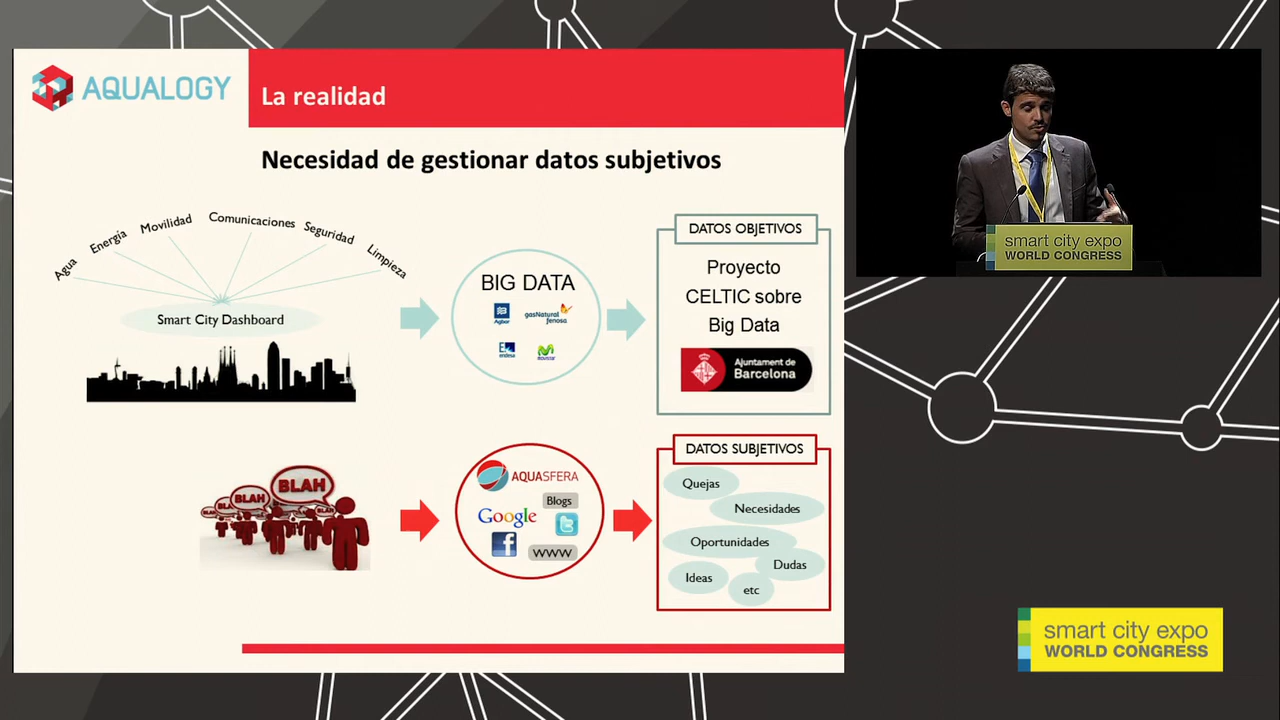 AQUALOGY
La realidad
Necesidad de gestionar datos subjetivos
Agua
Energía
Movilidad
Comunicaciones
Seguridad
Limpieza
Smart City Dashboard
BIG DATA
Agbar
gasNatural
fenosa
endesa
movistar
DATOS OBJETIVOS
Proyecto
CELTIC sobre
Big Data
Ajuntament de
Barcelona
BLAH
BLAH
BLAH
AQUASFERA
Blogs
Google
WWW
DATOS SUBJETIVOS
Quejas
Necesidades
Oportunidades
Dudas
Ideas
etc
smart city expo
WORLD CONGRESS
smart city expo
WORLD CONGRESS